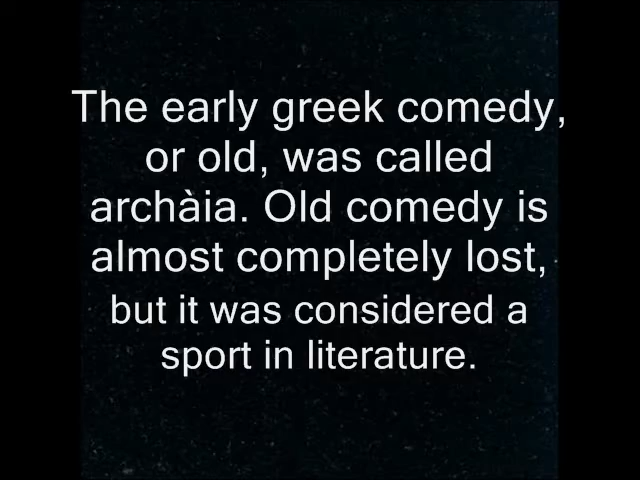 The early greek comedy,
or old, was called
archàia. Old comedy is
almost completely lost,
but it was considered a
sport in literature.